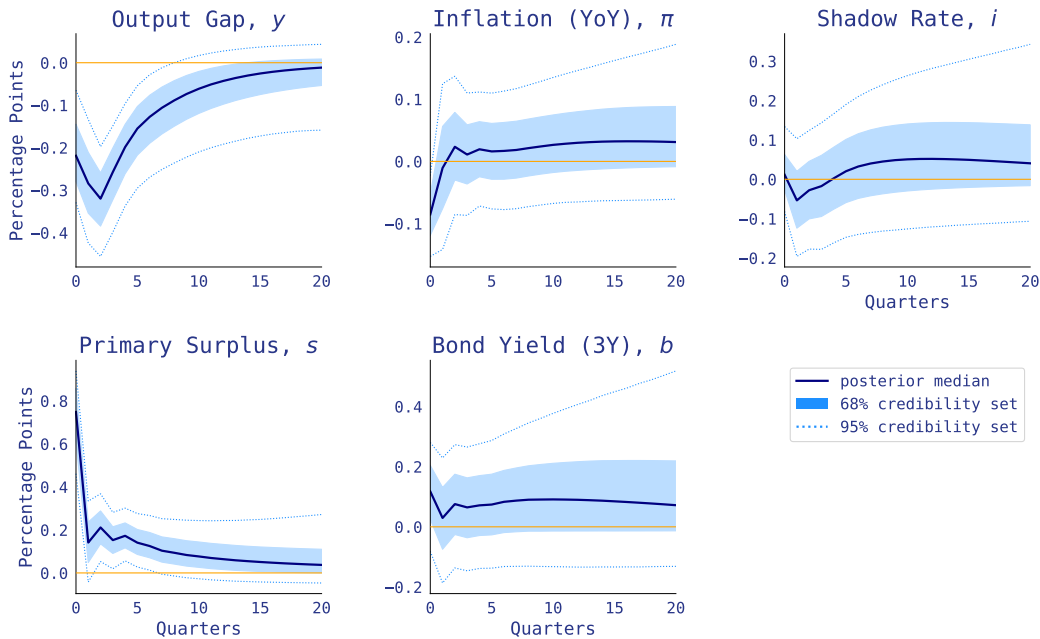 Output Gap, y
Percentage Points
0.0
−0.1
−0.2
−0.3
−0.4
0 5 10 15 20
Inflation (YoY), π
0.2
0.1
0.0
−0.1
0 5 10 15 20
Shadow Rate, i
0.3
0.2
0.1
0.0
−0.1
−0.2
0 5 10 15 20
Quarters
Primary Surplus, s
Percentage Points
0.8
0.6
0.4
0.2
0.0
0 5 10 15 20
Quarters
Bond Yield (3Y), b
0.4
0.2
0.0
−0.2
0 5 10 15 20
Quarters
posterior median
68% credibility set
95% credibility set